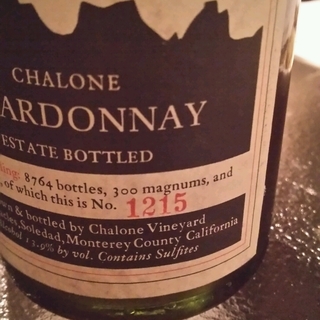 CHALONE
ARDONNAY
ESTATE BOTTLED
8764 bottles, 300 magnums, and
of which this is No. 1215
& bottled by Chalone Vineyard
Soledad, Monterey County California
13.9% by vol. Contains Sulfites